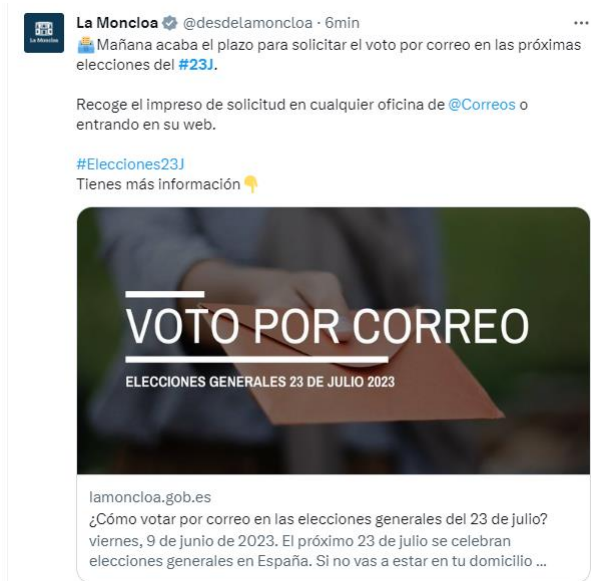 La Moncloa @desdelamoncloa · 6min
La Moncloa
Mañana acaba el plazo para solicitar el voto por correo en las próximas
elecciones del #23J.
Recoge el impreso de solicitud en cualquier oficina de @Correos o
entrando en su web.
#Elecciones23J
Tienes más información
VOTO POR CORREO
ELECCIONES GENERALES 23 DE JULIO 2023
lamoncloa.gob.es
¿Cómo votar por correo en las elecciones generales del 23 de julio?
viernes, 9 de junio de 2023. El próximo 23 de julio se celebran
elecciones generales en España. Si no vas a estar en tu domicilio ...